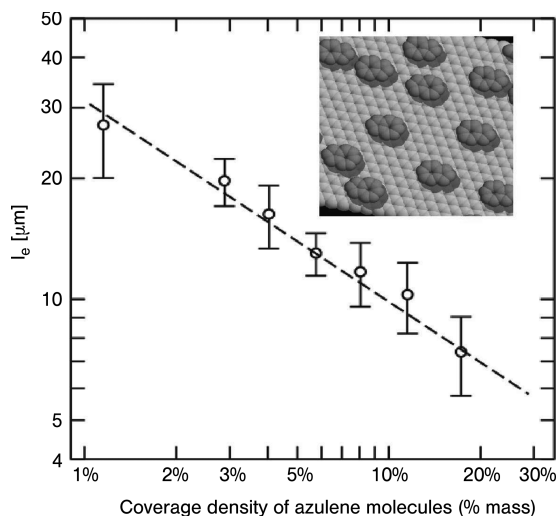 50
40
30
20
10
5
4
l_e [μm]
1% 2% 3% 5% 10% 20% 30%
Coverage density of azulene molecules (% mass)